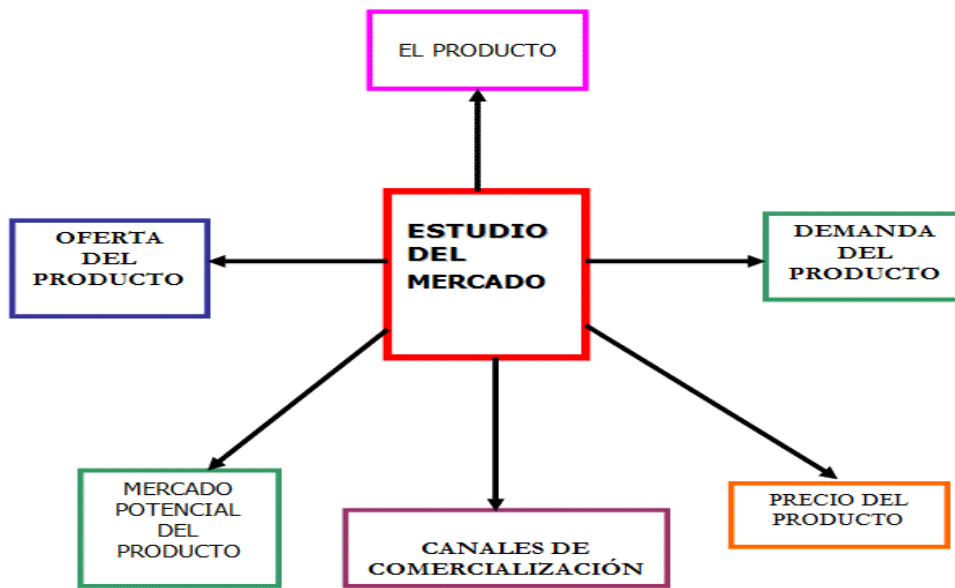 EL PRODUCTO
ESTUDIO
DEL
MERCADO
OFERTA
DEL
PRODUCTO
DEMANDA
DEL
PRODUCTO
MERCADO
POTENCIAL
DEL
PRODUCTO
CANALES DE
COMERCIALIZACIÓN
PRECIO DEL
PRODUCTO